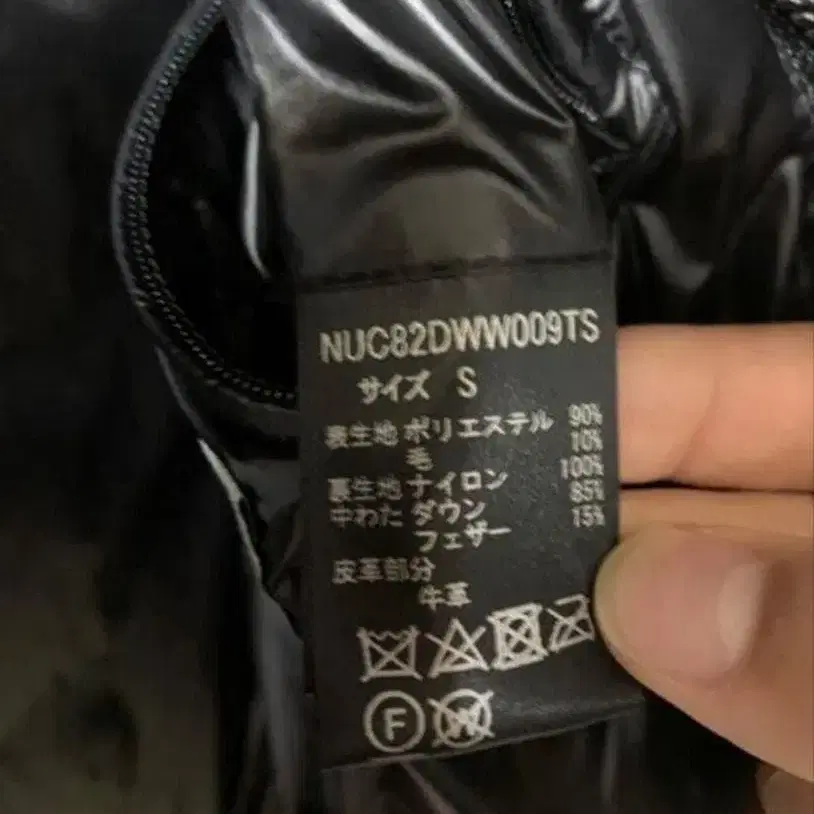 NUC82DWW009TS
サイズ S
表生地 ポリエステル 90%
毛 10%
裏生地 ナイロン 100%
中わた ダウン 85%
フェザー 15%
皮革部分
牛革
F W